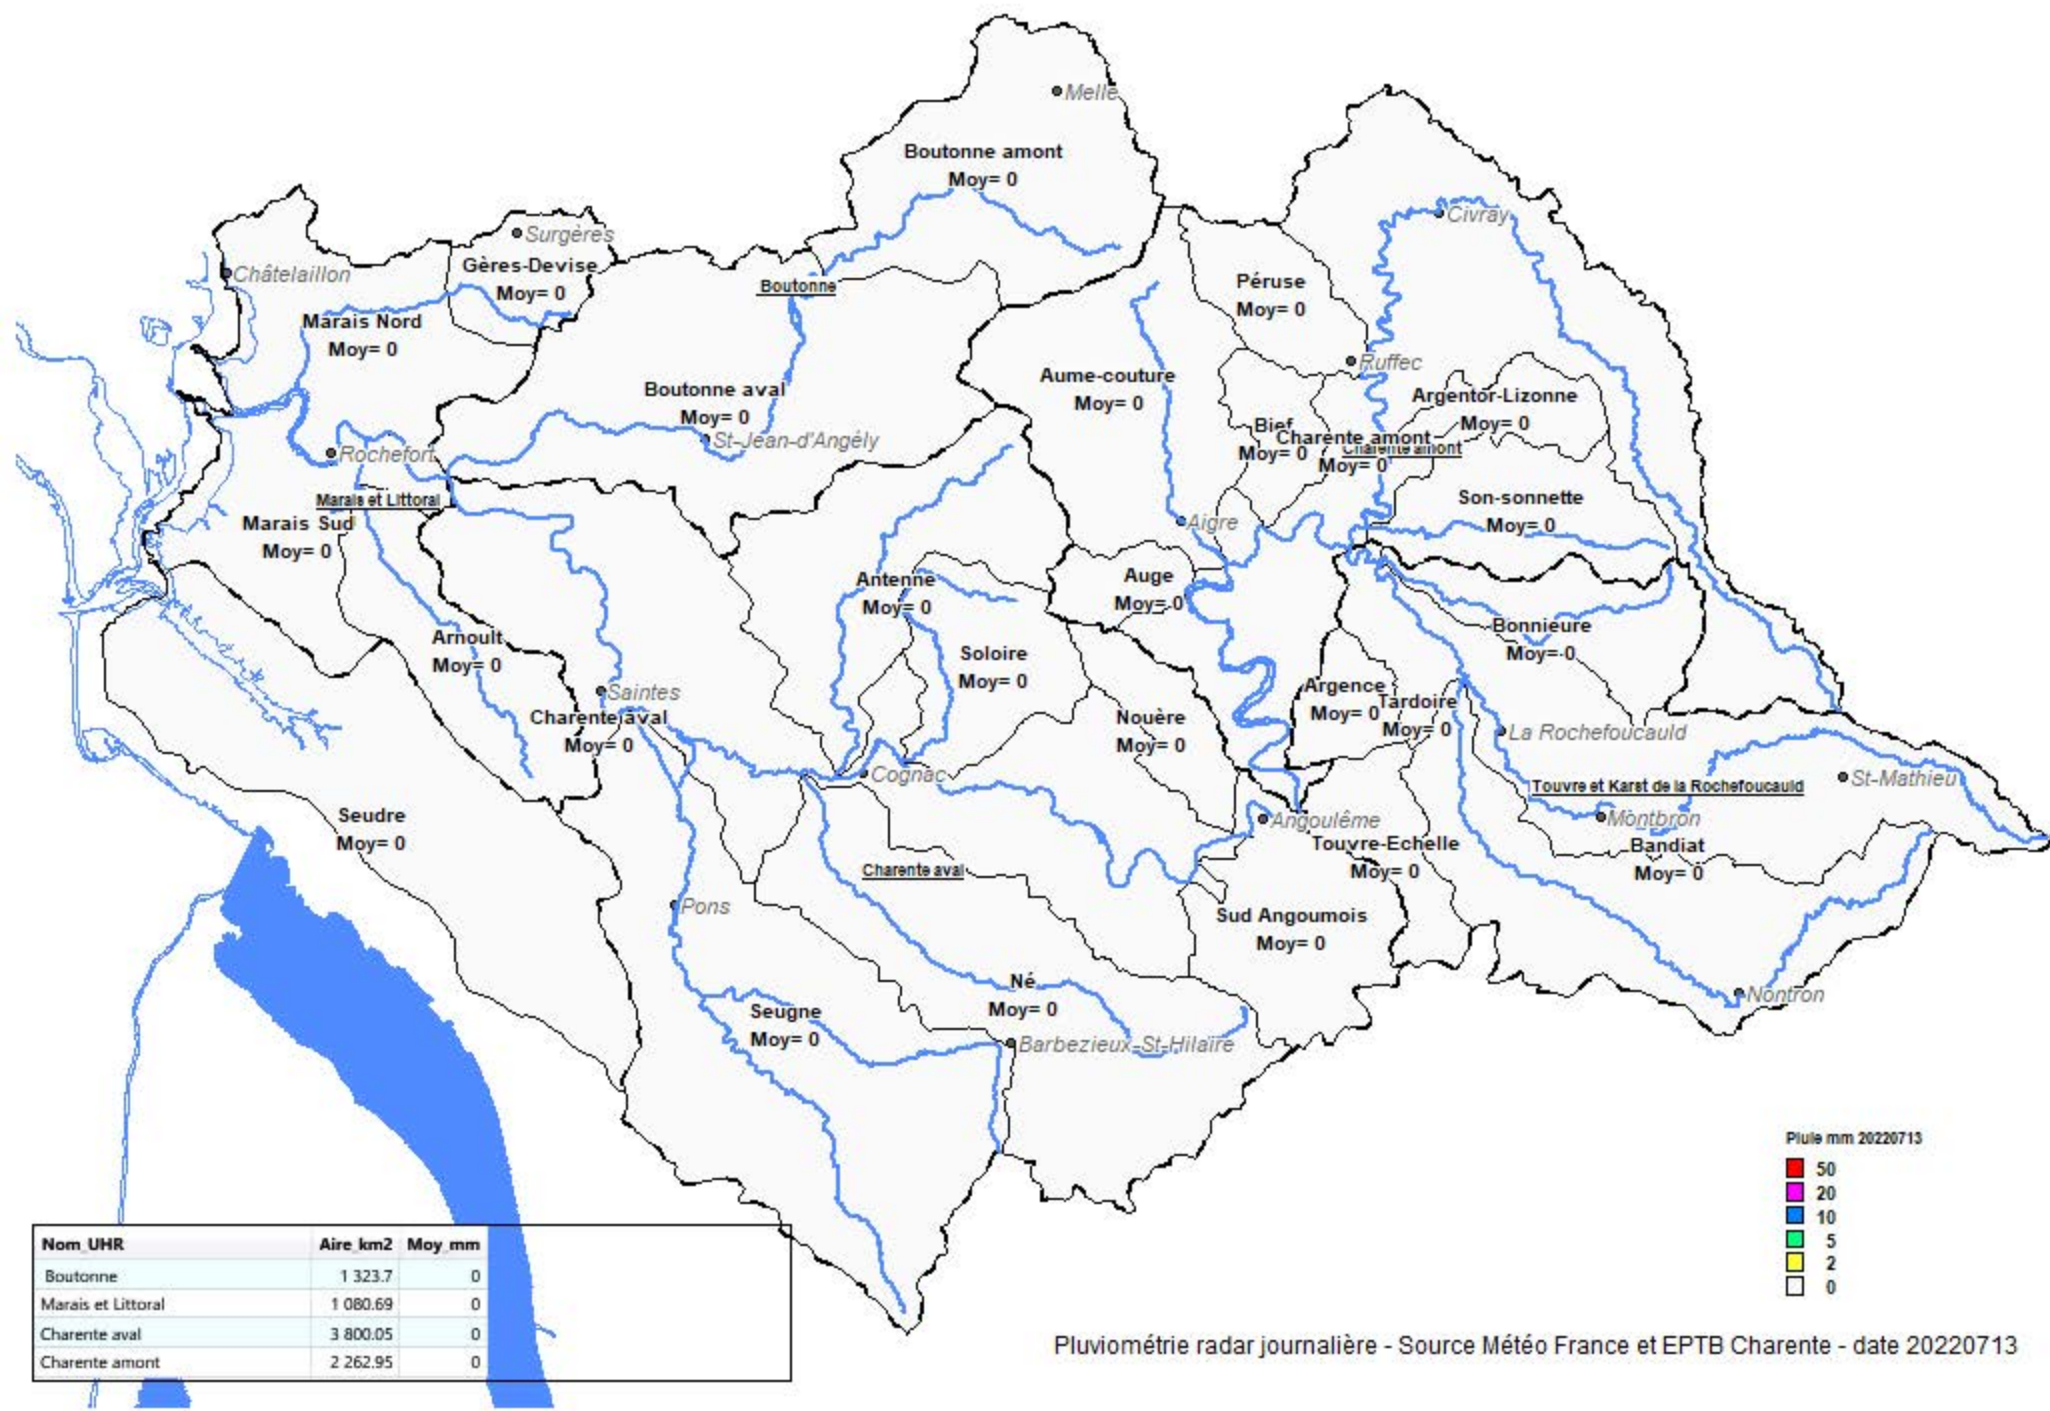 Melle
Boutonne amont
Moy= 0
Civray
Surgères
Châtelaillon
Gères-Devise
Moy= 0
Boutonne
Péruse
Moy= 0
Marais Nord
Moy= 0
Ruffec
Aume-couture
Moy= 0
Boutonne aval
Moy= 0
Argentor-Lizonne
Moy= 0
St-Jean-d'Angély
Bief
Moy= 0
Charente amont
Moy= 0
Charente amont
Rochefort
Marais et Littoral
Son-sonnette
Moy= 0
Marais Sud
Moy= 0
Aigre
Antenne
Moy= 0
Auge
Moy= 0
Bonnieure
Moy= 0
Arnoult
Moy= 0
Soloire
Moy= 0
Saintes
Argence
Moy= 0
Tardoire
Moy= 0
Charente aval
Moy= 0
Nouère
Moy= 0
La Rochefoucauld
Cognac
St-Mathieu
Touvre et Karst de la Rochefoucauld
Seudre
Moy= 0
Angoulême
Montbron
Touvre-Echelle
Moy= 0
Bandiat
Moy= 0
Charente aval
Pons
Sud Angoumois
Moy= 0
Né
Moy= 0
Nontron
Seugne
Moy= 0
Barbezieux-St-Hilaire
Pluie mm 20220713
50
20
10
5
2
0
Nom_UHR Aire_km2 Moy_mm
Boutonne 1 323.7 0
Marais et Littoral 1 080.69 0
Charente aval 3 800.05 0
Charente amont 2 262.95 0
Pluviométrie radar journalière - Source Météo France et EPTB Charente - date 20220713